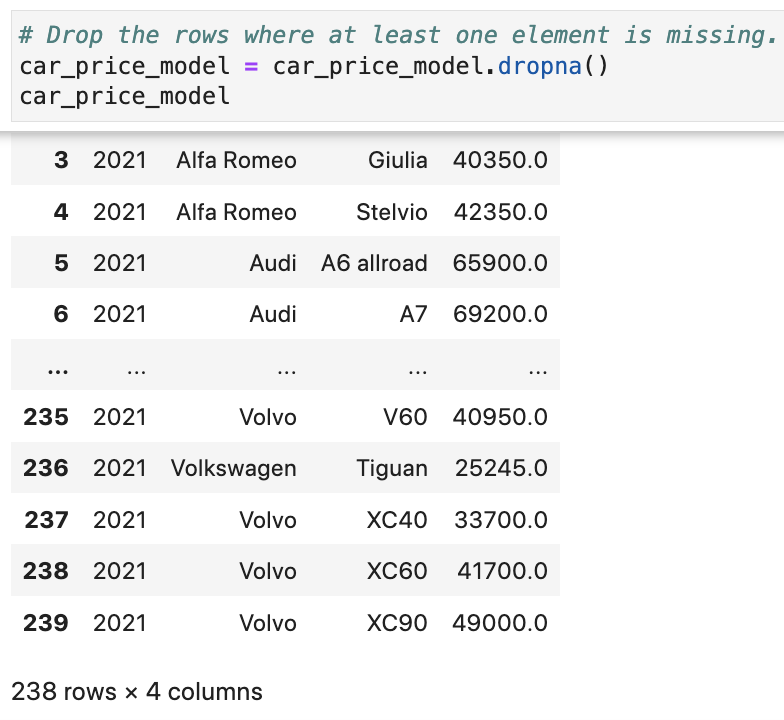 # Drop the rows where at least one element is missing.
car_price_model = car_price_model.dropna()
car_price_model
3 2021 Alfa Romeo Giulia 40350.0
4 2021 Alfa Romeo Stelvio 42350.0
5 2021 Audi A6 allroad 65900.0
6 2021 Audi A7 69200.0
... ... ... ... ...
235 2021 Volvo V60 40950.0
236 2021 Volkswagen Tiguan 25245.0
237 2021 Volvo XC40 33700.0
238 2021 Volvo XC60 41700.0
239 2021 Volvo XC90 49000.0
238 rows × 4 columns